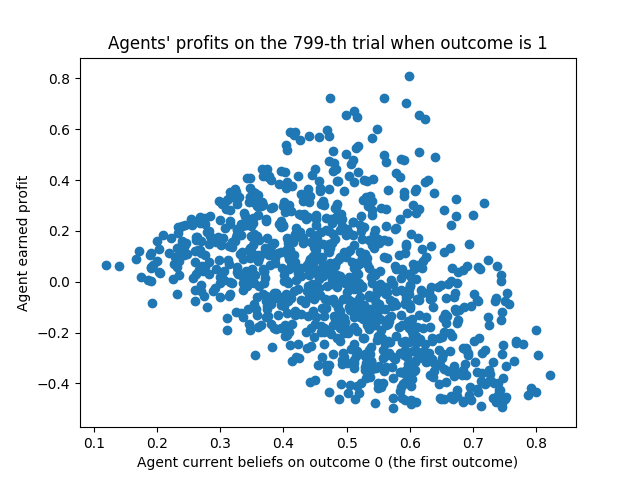 Agents' profits on the 799-th trial when outcome is 1
Agent earned profit
0.8
0.6
0.4
0.2
0.0
−0.2
−0.4
0.1 0.2 0.3 0.4 0.5 0.6 0.7 0.8
Agent current beliefs on outcome 0 (the first outcome)